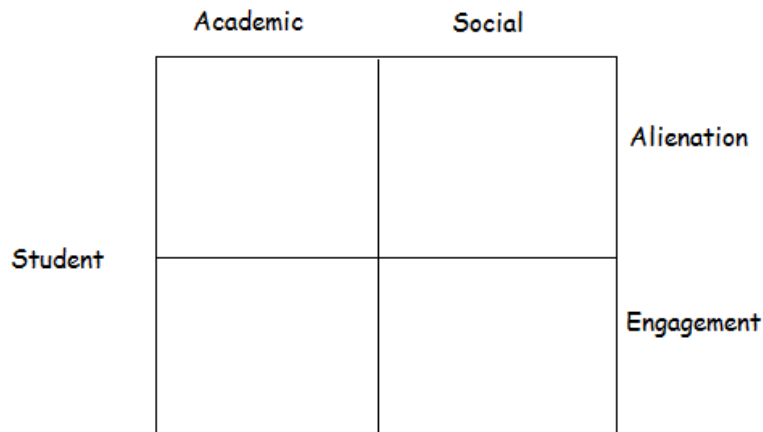 Academic
Social
Alienation
Student
Engagement